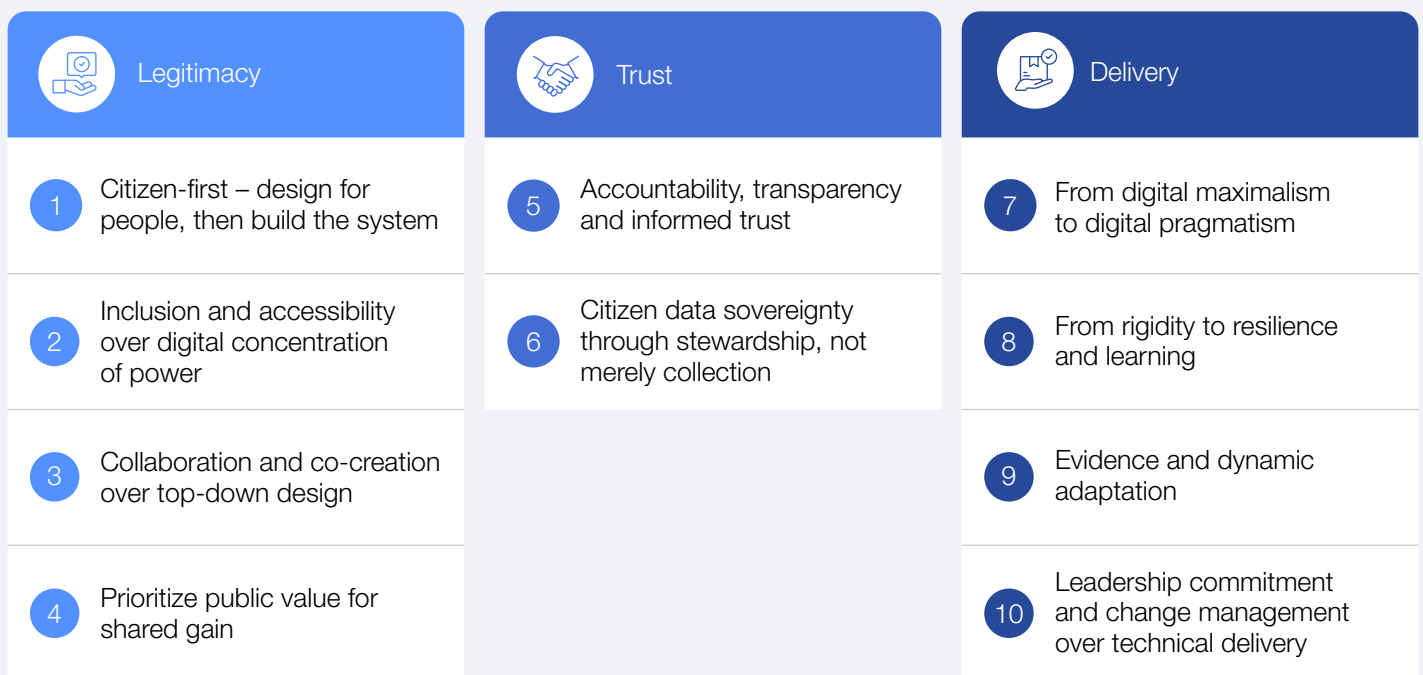 Legitimacy
1
Citizen-first – design for
people, then build the system
2
Inclusion and accessibility
over digital concentration
of power
3
Collaboration and co-creation
over top-down design
4
Prioritize public value for
shared gain
Trust
5
Accountability, transparency
and informed trust
6
Citizen data sovereignty
through stewardship, not
merely collection
Delivery
7
From digital maximalism
to digital pragmatism
8
From rigidity to resilience
and learning
9
Evidence and dynamic
adaptation
10
Leadership commitment
and change management
over technical delivery